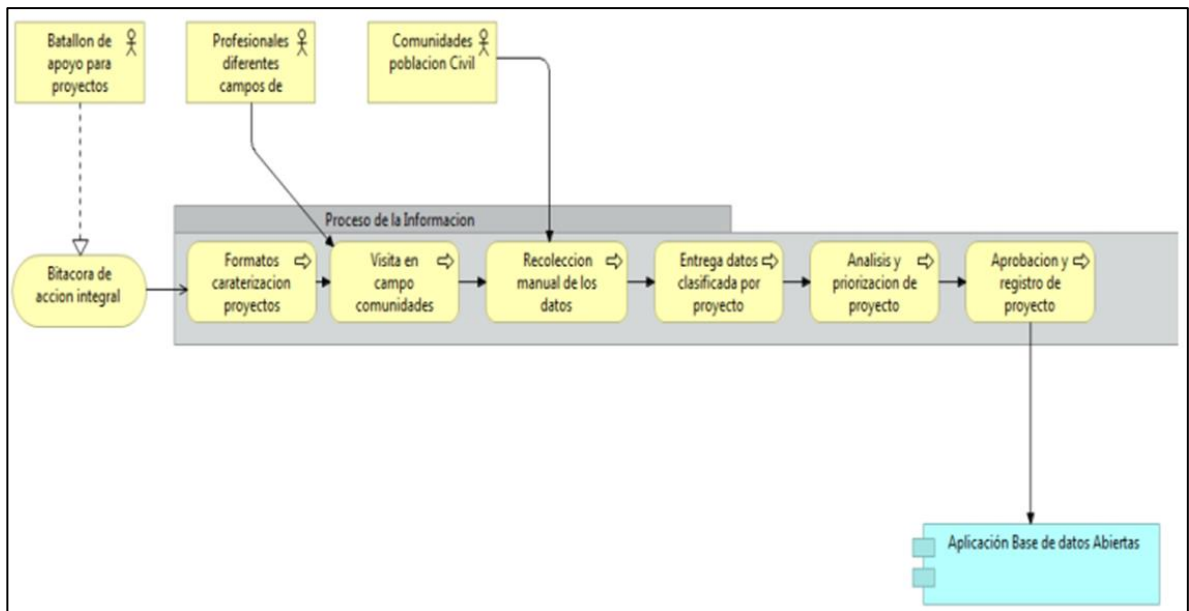 Batallon de
apoyo para
proyectos
Profesionales
diferentes
campos de
Comunidades
poblacion Civil
Proceso de la Informacion
Bitacora de
accion integral
Formatos
caraterizacion
proyectos
Visita en
campo
comunidades
Recoleccion
manual de los
datos
Entrega datos
clasificada por
proyecto
Analisis y
priorizacion de
proyecto
Aprobacion y
registro de
proyecto
Aplicación Base de datos Abiertas